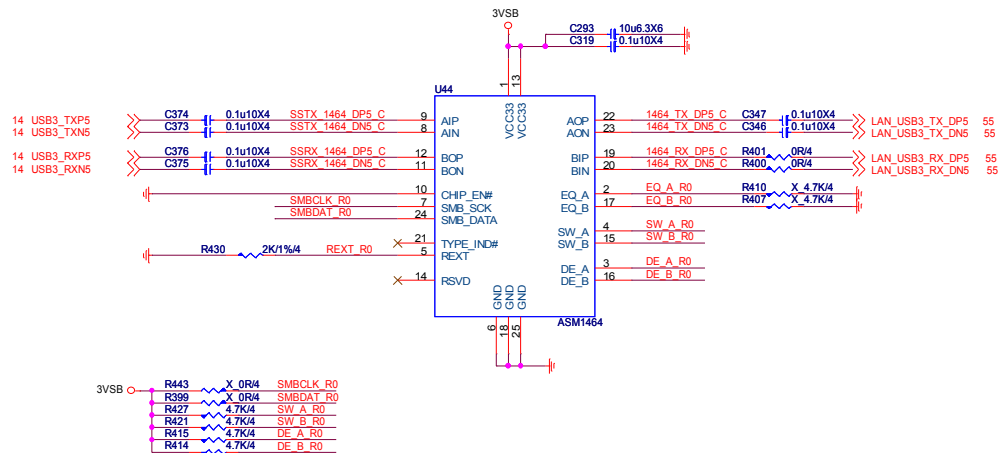 3VSB
C293 10u6.3X6
C319 0.1u10X4
U44
1 13
VCC33 VCC33
14 USB3_TXP5 C374 0.1u10X4 SSTX_1464_DP5_C 9 AIP AOP 22 1464_TX_DP5_C C347 0.1u10X4 LAN_USB3_TX_DP5 55
14 USB3_TXN5 C373 0.1u10X4 SSTX_1464_DN5_C 8 AIN AON 23 1464_TX_DN5_C C346 0.1u10X4 LAN_USB3_TX_DN5 55
14 USB3_RXP5 C376 0.1u10X4 SSRX_1464_DP5_C 12 BOP BIP 19 1464_RX_DP5_C R401 0R/4 LAN_USB3_RX_DP5 55
14 USB3_RXN5 C375 0.1u10X4 SSRX_1464_DN5_C 11 BON BIN 20 1464_RX_DN5_C R400 0R/4 LAN_USB3_RX_DN5 55
10 CHIP_EN# EQ_A 2 EQ_A_R0 R410 X_4.7K/4
SMBCLK_R0 7 SMB_SCK EQ_B 17 EQ_B_R0 R407 X_4.7K/4
SMBDAT_R0 24 SMB_DATA
SW_A 4 SW_A_R0
21 TYPE_IND# SW_B 15 SW_B_R0
R430 2K/1%/4 REXT_R0 5 REXT
DE_A 3 DE_A_R0
14 RSVD DE_B 16 DE_B_R0
GND GND GND
6 18 25
ASM1464
3VSB
R443 X_0R/4 SMBCLK_R0
R399 X_0R/4 SMBDAT_R0
R427 4.7K/4 SW_A_R0
R421 4.7K/4 SW_B_R0
R415 4.7K/4 DE_A_R0
R414 4.7K/4 DE_B_R0